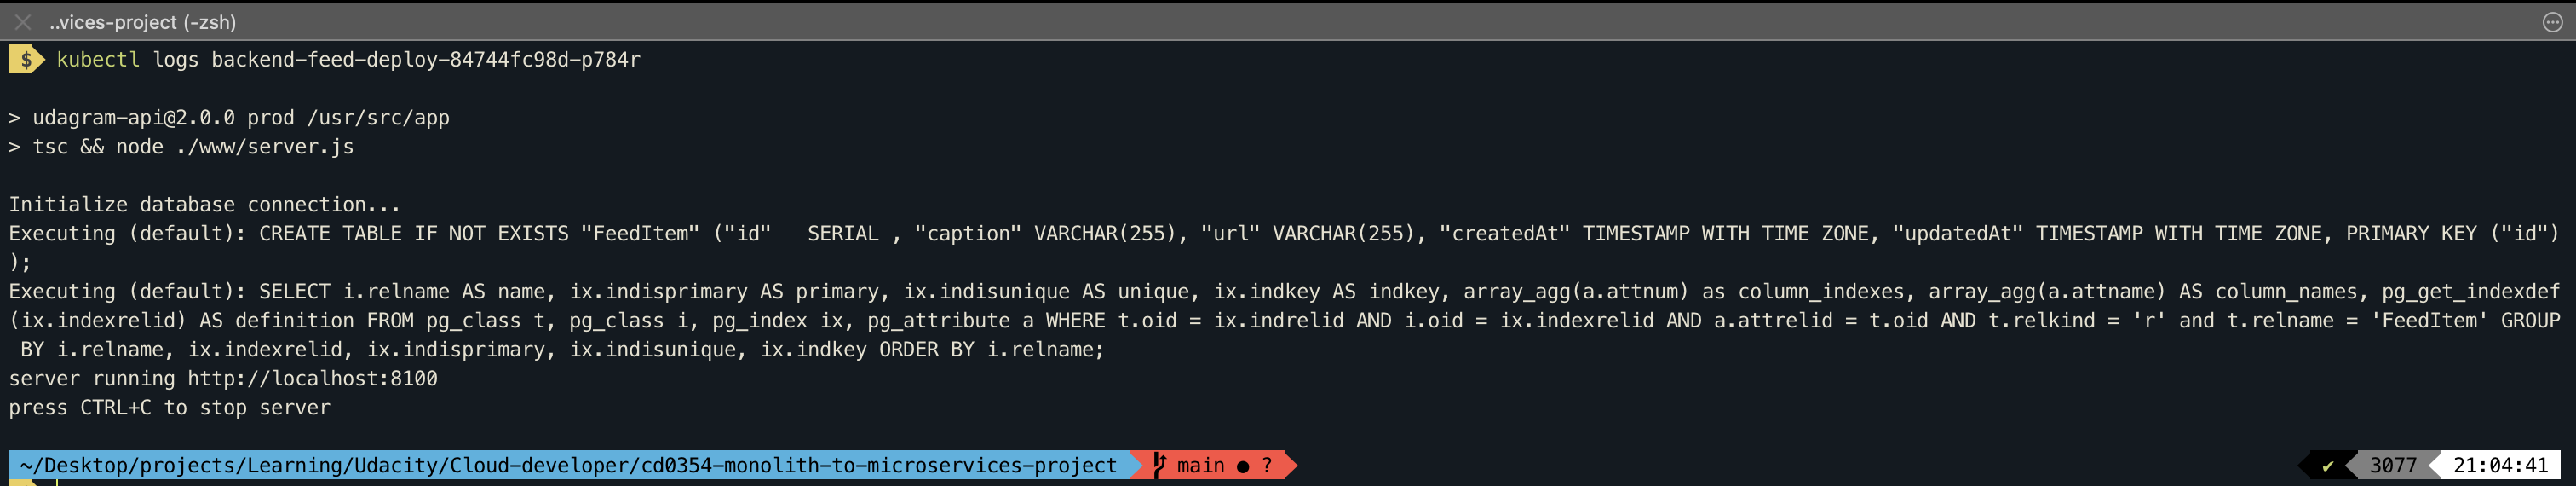 ..vices-project (-zsh)
$ kubectl logs backend-feed-deploy-84744fc98d-p784r
> udagram-api@2.0.0 prod /usr/src/app
> tsc && node ./www/server.js
Initialize database connection...
Executing (default): CREATE TABLE IF NOT EXISTS "FeedItem" ("id"   SERIAL , "caption" VARCHAR(255), "url" VARCHAR(255), "createdAt" TIMESTAMP WITH TIME ZONE, "updatedAt" TIMESTAMP WITH TIME ZONE, PRIMARY KEY ("id")
);
Executing (default): SELECT i.relname AS name, ix.indisprimary AS primary, ix.indisunique AS unique, ix.indkey AS indkey, array_agg(a.attnum) as column_indexes, array_agg(a.attname) AS column_names, pg_get_indexdef
(ix.indexrelid) AS definition FROM pg_class t, pg_class i, pg_index ix, pg_attribute a WHERE t.oid = ix.indrelid AND i.oid = ix.indexrelid AND a.attrelid = t.oid AND t.relkind = 'r' and t.relname = 'FeedItem' GROUP
 BY i.relname, ix.indexrelid, ix.indisprimary, ix.indisunique, ix.indkey ORDER BY i.relname;
server running http://localhost:8100
press CTRL+C to stop server
~/Desktop/projects/Learning/Udacity/Cloud-developer/cd0354-monolith-to-microservices-project main ● ? ✔ 3077 21:04:41